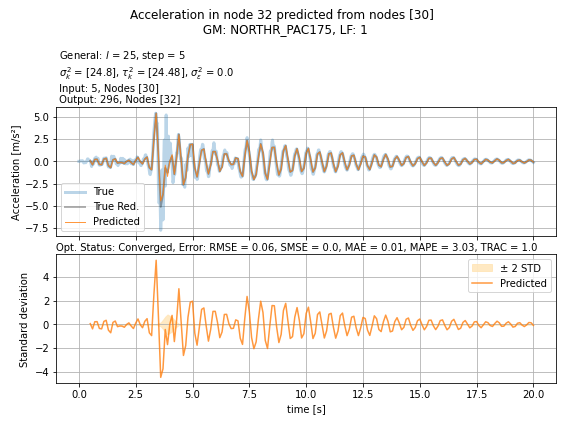 Acceleration in node 32 predicted from nodes [30]
GM: NORTHR_PAC175, LF: 1
General: l = 25, step = 5
σ²ₖ = [24.8], τ²ₖ = [24.48], σ²ε = 0.0
Input: 5, Nodes [30]
Output: 296, Nodes [32]
Acceleration [m/s²]
5.0
2.5
0.0
−2.5
−5.0
−7.5
True
True Red.
Predicted
Opt. Status: Converged, Error: RMSE = 0.06, SMSE = 0.0, MAE = 0.01, MAPE = 3.03, TRAC = 1.0
Standard deviation
4
2
0
−2
−4
± 2 STD
Predicted
0.0 2.5 5.0 7.5 10.0 12.5 15.0 17.5 20.0
time [s]